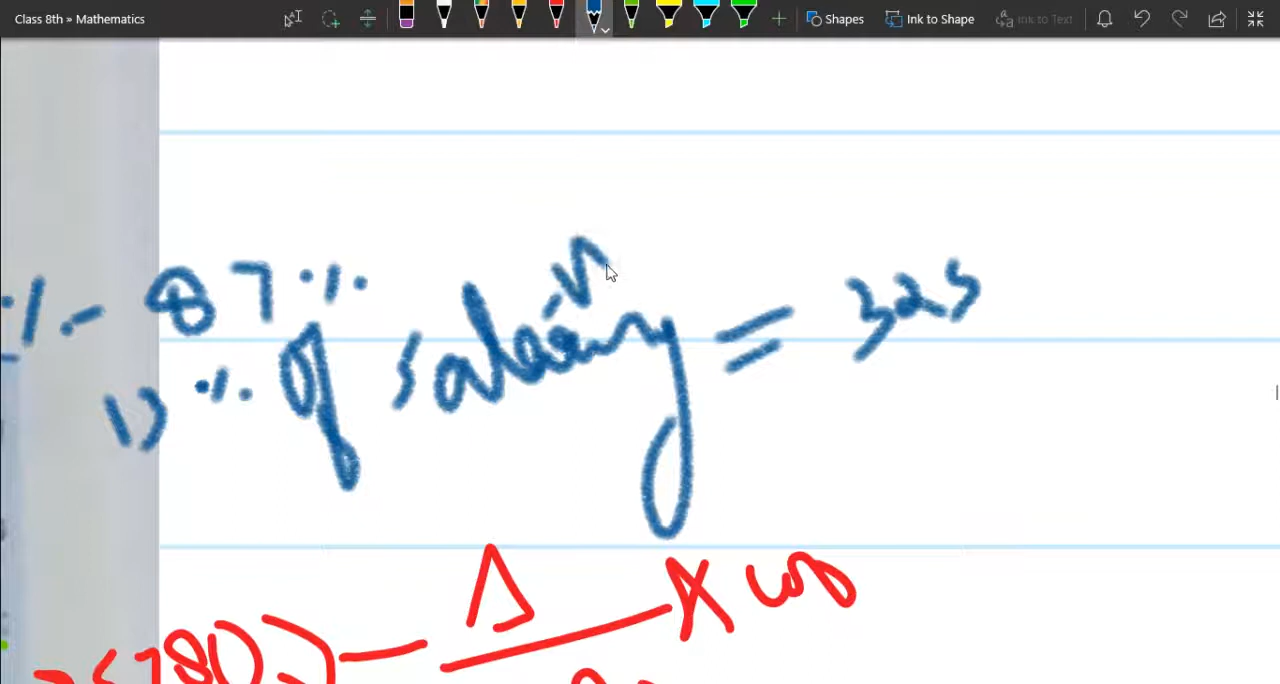 Class 8th » Mathematics
Shapes
Ink to Shape
Ink to Text
% - 87 %
13 % of salary = 325
x 100